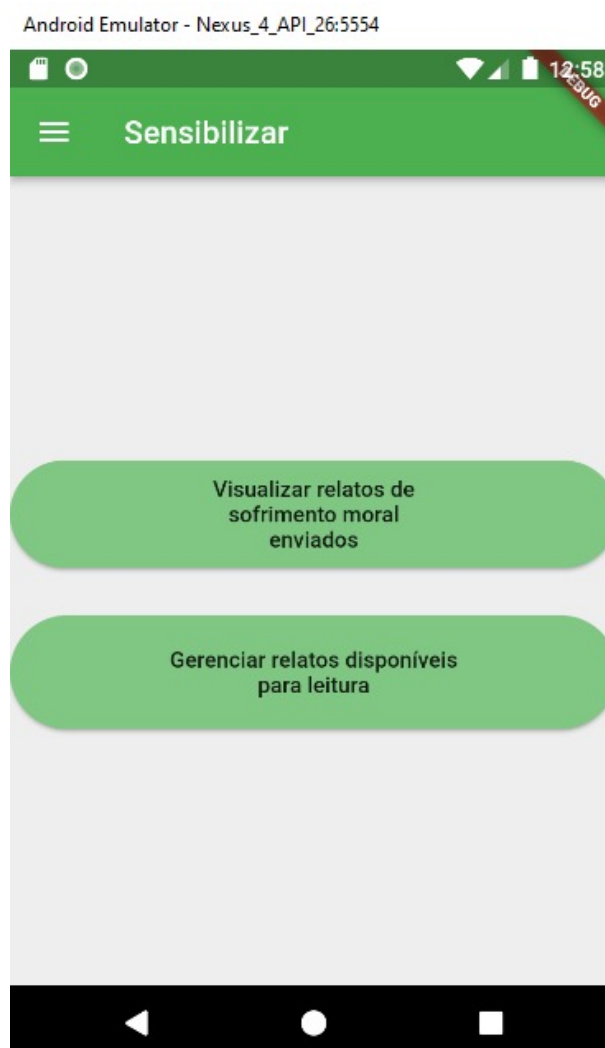 Android Emulator - Nexus_4_API_26:5554
12:58
DEBUG
Sensibilizar
Visualizar relatos de
sofrimento moral
enviados
Gerenciar relatos disponíveis
para leitura